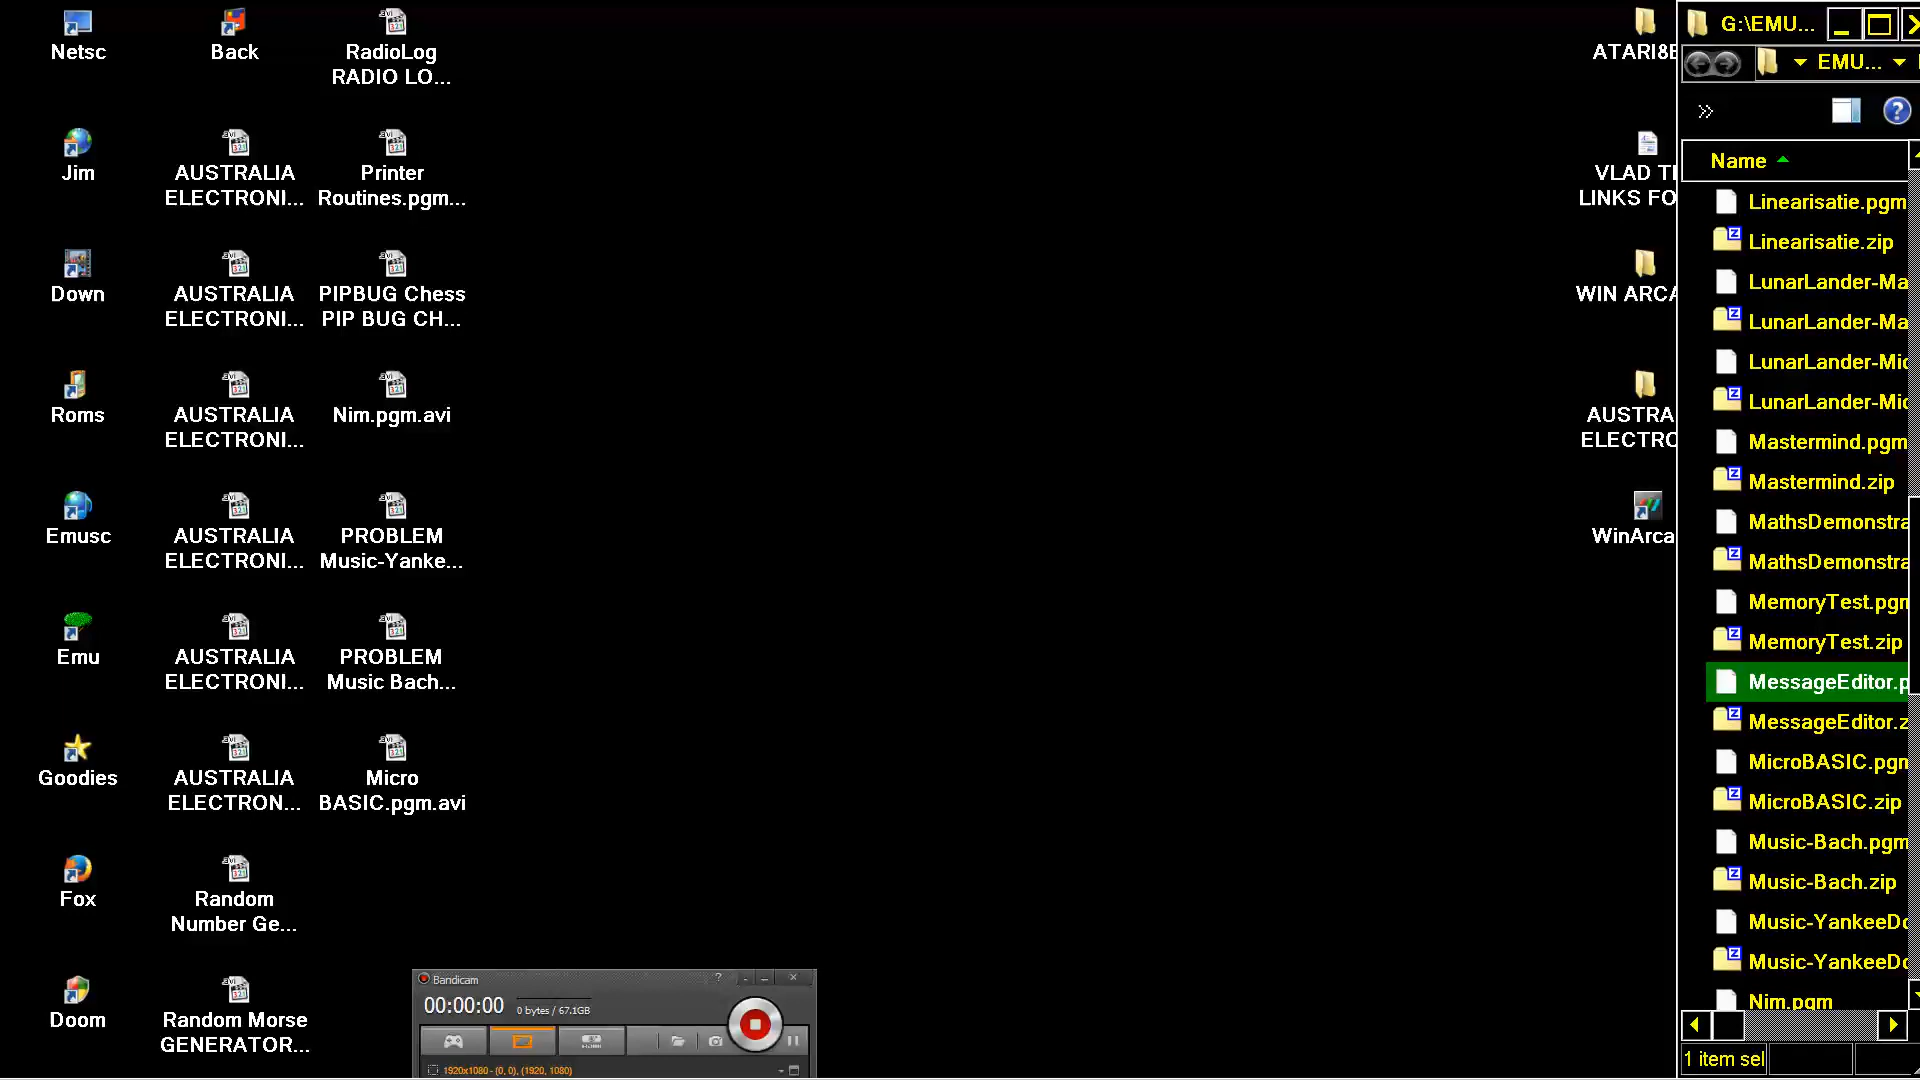 Netsc
Back
RadioLog
RADIO LO...
Jim
AUSTRALIA
ELECTRONI...
Printer
Routines.pgm...
Down
AUSTRALIA
ELECTRONI...
PIPBUG Chess
PIP BUG CH...
Roms
AUSTRALIA
ELECTRONI...
Nim.pgm.avi
Emusc
AUSTRALIA
ELECTRONI...
PROBLEM
Music-Yanke...
Emu
AUSTRALIA
ELECTRONI...
PROBLEM
Music Bach...
Goodies
AUSTRALIA
ELECTRON...
Micro
BASIC.pgm.avi
Fox
Random
Number Ge...
Doom
Random Morse
GENERATOR...
ATARI8
VLAD T
LINKS FO
WIN ARCA
AUSTRA
ELECTRO
WinArca
G:\EMU...
EMU...
»
Name
Linearisatie.pgm
Linearisatie.zip
LunarLander-Ma
LunarLander-Ma
LunarLander-Mic
LunarLander-Mic
Mastermind.pgm
Mastermind.zip
MathsDemonstra
MathsDemonstra
MemoryTest.pgm
MemoryTest.zip
MessageEditor.p
MessageEditor.z
MicroBASIC.pgm
MicroBASIC.zip
Music-Bach.pgm
Music-Bach.zip
Music-YankeeDo
Music-YankeeDo
Nim.pgm
1 item sel
Bandicam
00:00:00
0 bytes / 67.1GB
1920x1080 - (0, 0), (1920, 1080)